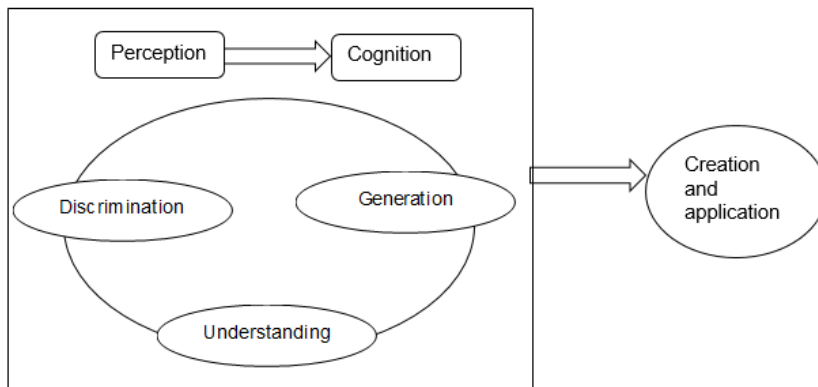 Perception
Cognition
Discrimination
Generation
Understanding
Creation
and
application